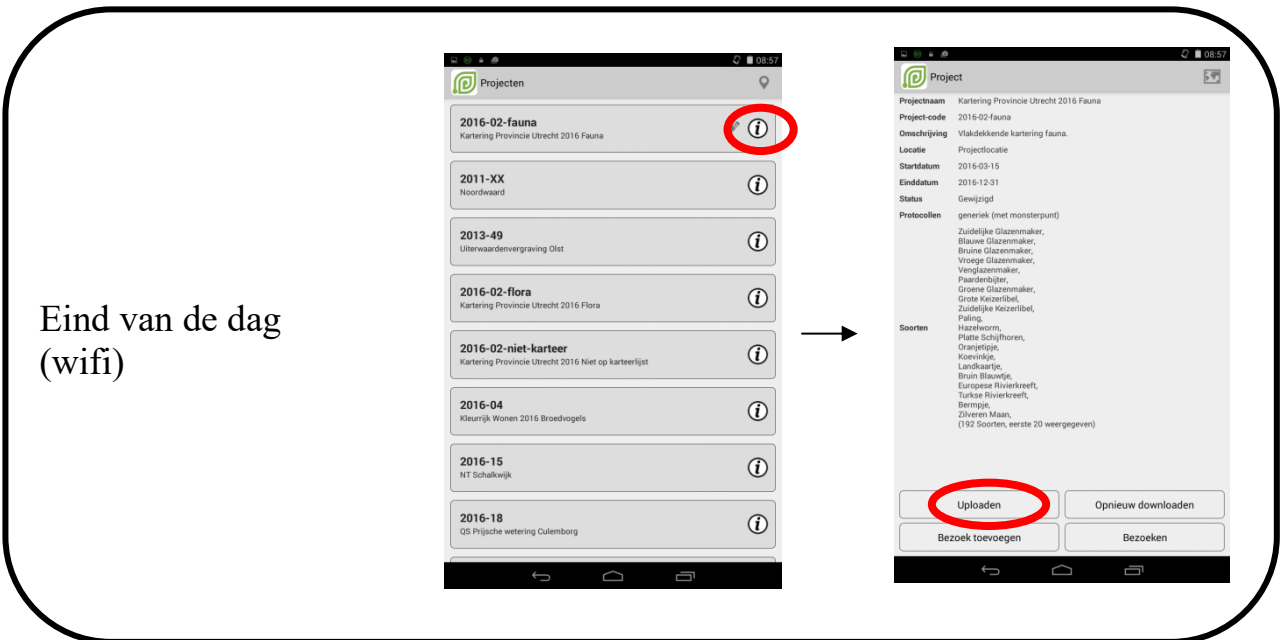 Eind van de dag
(wifi)
08:57
Projecten
2016-02-fauna
Kartering Provincie Utrecht 2016 Fauna
i
2011-XX
Noordwaard
i
2013-49
Uiterwaardenvergraving Olst
i
2016-02-flora
Kartering Provincie Utrecht 2016 Flora
i
2016-02-niet-karteer
Kartering Provincie Utrecht 2016 Niet op karteerlijst
i
2016-04
Kleurrijk Wonen 2016 Broedvogels
i
2016-15
NT Schalkwijk
i
2016-18
QS Prijsche wetering Culemborg
i
08:57
Project
Projectnaam Kartering Provincie Utrecht 2016 Fauna
Project-code 2016-02-fauna
Omschrijving Vlakdekkende kartering fauna.
Locatie Projectlocatie
Startdatum 2016-03-15
Einddatum 2016-12-31
Status Gewijzigd
Protocollen generiek (met monsterpunt)
Zuidelijke Glazenmaker,
Blauwe Glazenmaker,
Bruine Glazenmaker,
Vroege Glazenmaker,
Venglazenmaker,
Paardenbijter,
Groene Glazenmaker,
Grote Keizerlibel,
Zuidelijke Keizerlibel,
Paling,
Soorten Hazelworm,
Platte Schijfhoren,
Oranjetipje,
Koevinkje,
Landkaartje,
Bruin Blauwtje,
Europese Rivierkreeft,
Turkse Rivierkreeft,
Bermpje,
Zilveren Maan,
(192 Soorten, eerste 20 weergegeven)
Uploaden Opnieuw downloaden
Bezoek toevoegen Bezoeken